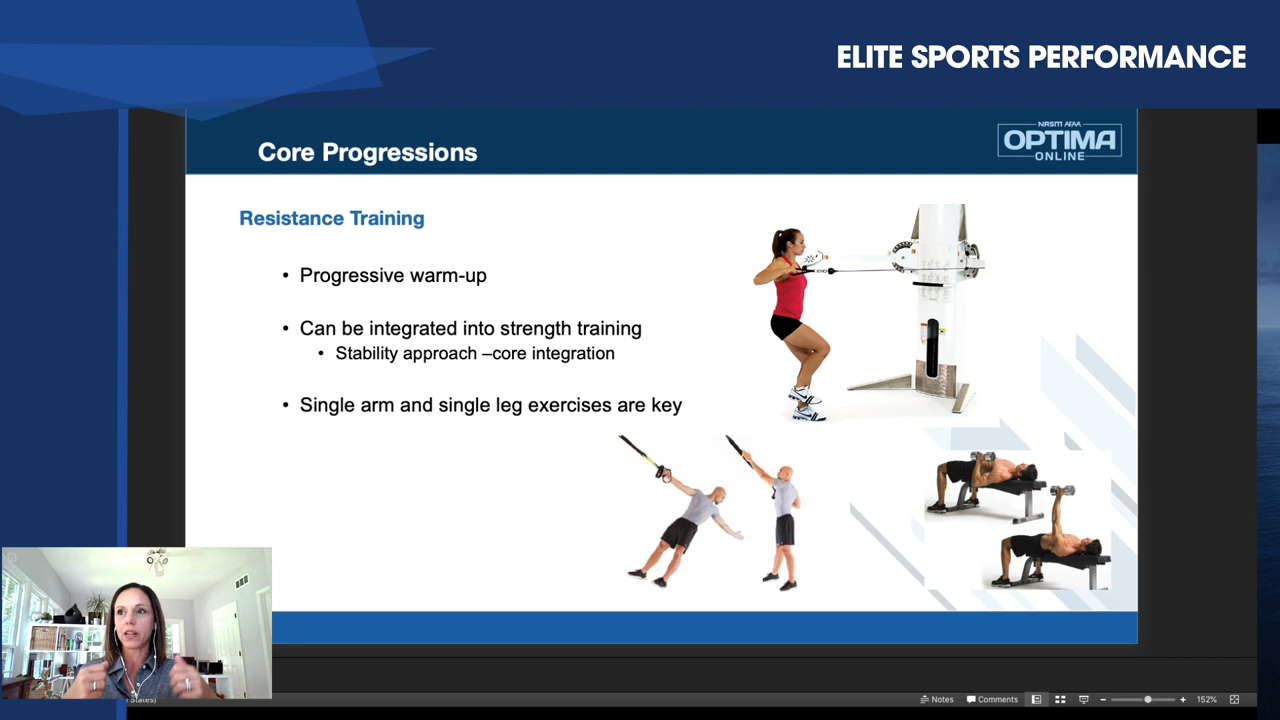 ELITE SPORTS PERFORMANCE
Core Progressions
NASM AFAA
OPTIMA
ONLINE
Resistance Training
• Progressive warm-up
• Can be integrated into strength training
• Stability approach –core integration
• Single arm and single leg exercises are key
States)
Notes
Comments
152%